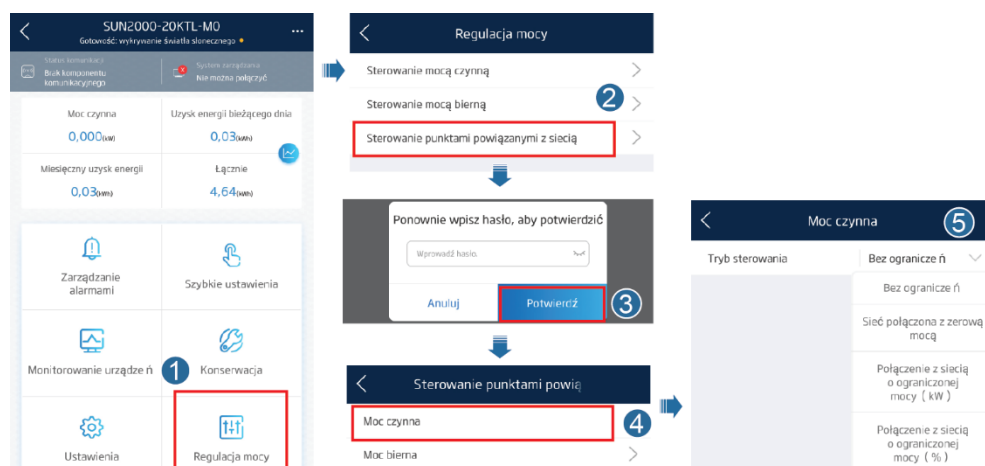 SUN2000-20KTL-M0
Gotowość: wykrywanie światła słonecznego
Status komunikacji
Brak komponentu
komunikacyjnego
System zarządzania
Nie można połączyć
Moc czynna
0,000(kW)
Uzysk energii bieżącego dnia
0,03(kWh)
Miesięczny uzysk energii
0,03(kWh)
Łącznie
4,64(kWh)
Zarządzanie
alarmami
Szybkie ustawienia
Monitorowanie urządze ń
1
Konserwacja
Ustawienia
Regulacja mocy
Regulacja mocy
Sterowanie mocą czynną
Sterowanie mocą bierną
2
Sterowanie punktami powiązanymi z siecią
Ponownie wpisz hasło, aby potwierdzić
Wprowadź hasło.
Anuluj
Potwierdź
3
Sterowanie punktami powią
Moc czynna
4
Moc bierna
Moc czynna
5
Tryb sterowania
Bez ogranicze ń
Bez ogranicze ń
Sieć połączona z zerową
mocą
Połączenie z siecią
o ograniczonej
mocy ( kW )
Połączenie z siecią
o ograniczonej
mocy ( % )